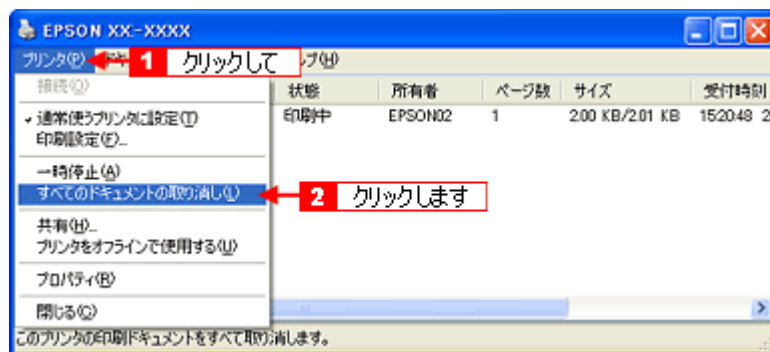 EPSON XX-XXXX
プリンタ(P) 1 クリックして ルプ(H)
接続(O)
状態 所有者 ページ数 サイズ 受付時刻
通常使うプリンタに設定(T)
印刷中 EPSON02 1 2.00 KB/2.01 KB 15:20:48 2
印刷設定(F)...
一時停止(A)
すべてのドキュメントの取り消し(L) 2 クリックします
共有(H)...
プリンタをオフラインで使用する(U)
プロパティ(R)
閉じる(C)
このプリンタの印刷ドキュメントをすべて取り消します。